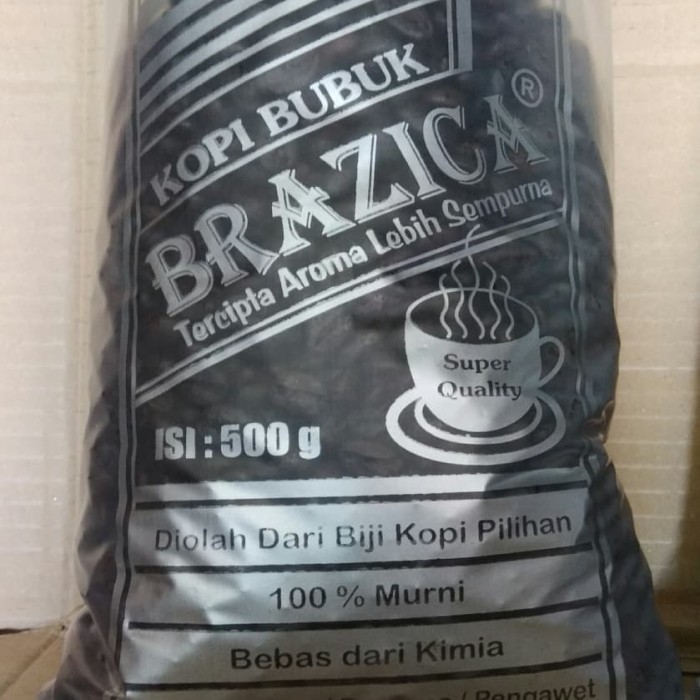 KOPI BUBUK
BRAZICA®
Tercipta Aroma Lebih Sempurna
Super
Quality
ISI : 500 g
Diolah Dari Biji Kopi Pilihan
100 % Murni
Bebas dari Kimia
/ Pengawet